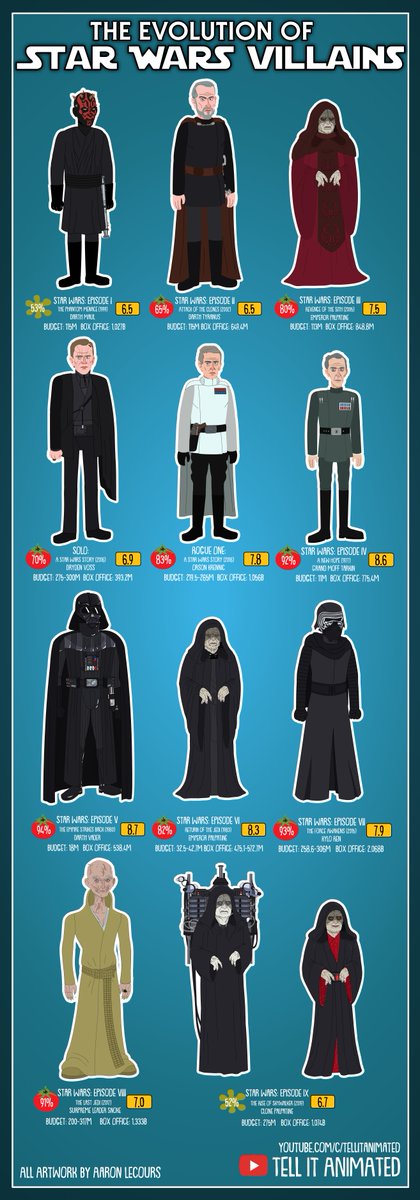 THE EVOLUTION OF
STAR WARS VILLAINS
53%
STAR WARS: EPISODE I
THE PHANTOM MENACE (1999)
DARTH MAUL
6.5
BUDGET: 115M BOX OFFICE: 1.027B
65%
STAR WARS: EPISODE II
ATTACK OF THE CLONES (2002)
DARTH TYRANUS
6.5
BUDGET: 115M BOX OFFICE: 649.4M
80%
STAR WARS: EPISODE III
REVENGE OF THE SITH (2005)
EMPEROR PALPATINE
7.5
BUDGET: 113M BOX OFFICE: 848.8M
70%
SOLO:
A STAR WARS STORY (2018)
DRYDEN VOSS
6.9
BUDGET: 275-300M BOX OFFICE: 393.2M
83%
ROGUE ONE:
A STAR WARS STORY (2016)
ORSON KRENNIC
7.8
BUDGET: 219.5-265M BOX OFFICE: 1.056B
92%
STAR WARS: EPISODE IV
A NEW HOPE (1977)
GRAND MOFF TARKIN
8.6
BUDGET: 11M BOX OFFICE: 775.4M
94%
STAR WARS: EPISODE V
THE EMPIRE STRIKES BACK (1980)
DARTH VADER
8.7
BUDGET: 18M BOX OFFICE: 538.4M
82%
STAR WARS: EPISODE VI
RETURN OF THE JEDI (1983)
EMPEROR PALPATINE
8.3
BUDGET: 32.5-42.7M BOX OFFICE: 475.1-572.7M
93%
STAR WARS: EPISODE VII
THE FORCE AWAKENS (2015)
KYLO REN
7.9
BUDGET: 258.6-306M BOX OFFICE: 2.068B
91%
STAR WARS: EPISODE VIII
THE LAST JEDI (2017)
SUPREME LEADER SNOKE
7.0
BUDGET: 200-317M BOX OFFICE: 1.333B
52%
STAR WARS: EPISODE IX
THE RISE OF SKYWALKER (2019)
CLONE PALPATINE
6.7
BUDGET: 275M BOX OFFICE: 1.074B
ALL ARTWORK BY AARON LECOURS
YOUTUBE.COM/C/TELLITANIMATED
TELL IT ANIMATED